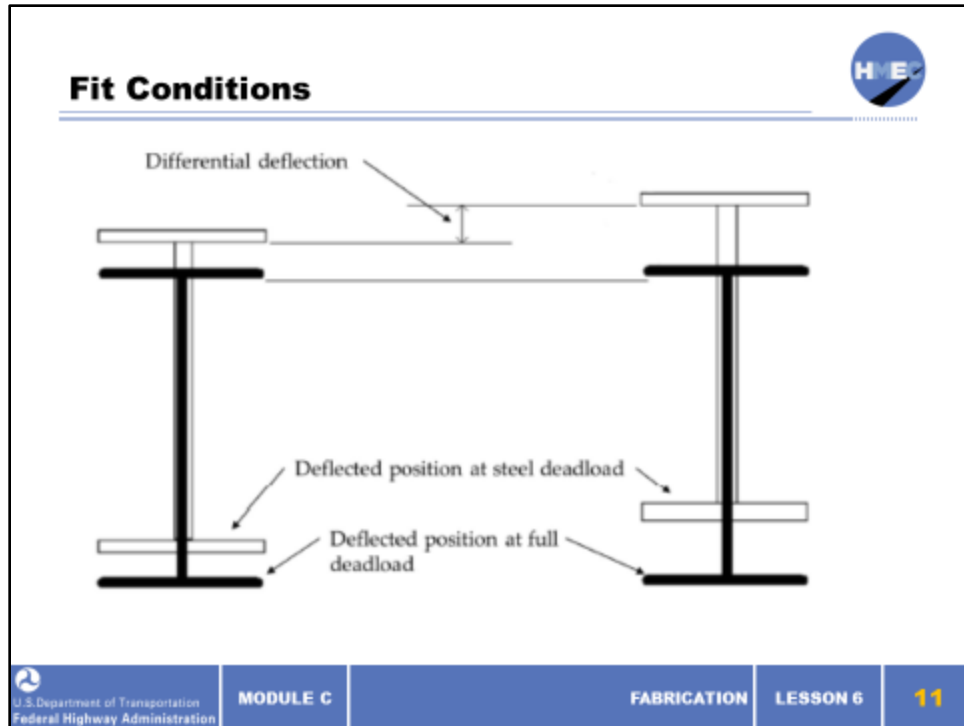 Fit Conditions
HMEC
Differential deflection
Deflected position at steel deadload
Deflected position at full
deadload
U.S.Department of Transportation
Federal Highway Administration
MODULE C
FABRICATION
LESSON 6
11